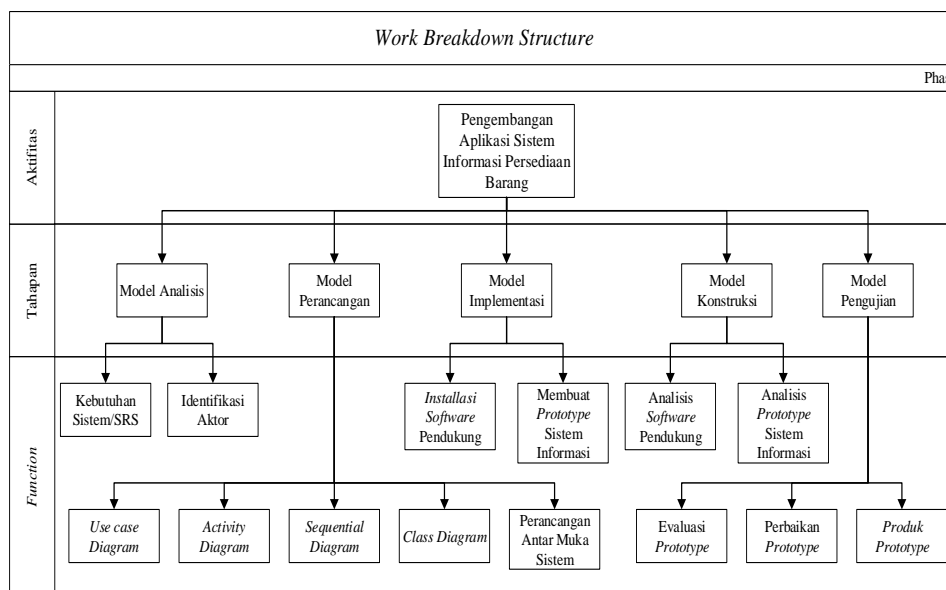 Work Breakdown Structure
Phas
Aktifitas
Pengembangan
Aplikasi Sistem
Informasi Persediaan
Barang
Tahapan
Model Analisis
Model
Perancangan
Model
Implementasi
Model
Konstruksi
Model
Pengujian
Function
Kebutuhan
Sistem/SRS
Identifikasi
Aktor
Installasi
Software
Pendukung
Membuat
Prototype
Sistem
Informasi
Analisis
Software
Pendukung
Analisis
Prototype
Sistem
Informasi
Use case
Diagram
Activity
Diagram
Sequential
Diagram
Class Diagram
Perancangan
Antar Muka
Sistem
Evaluasi
Prototype
Perbaikan
Prototype
Produk
Prototype